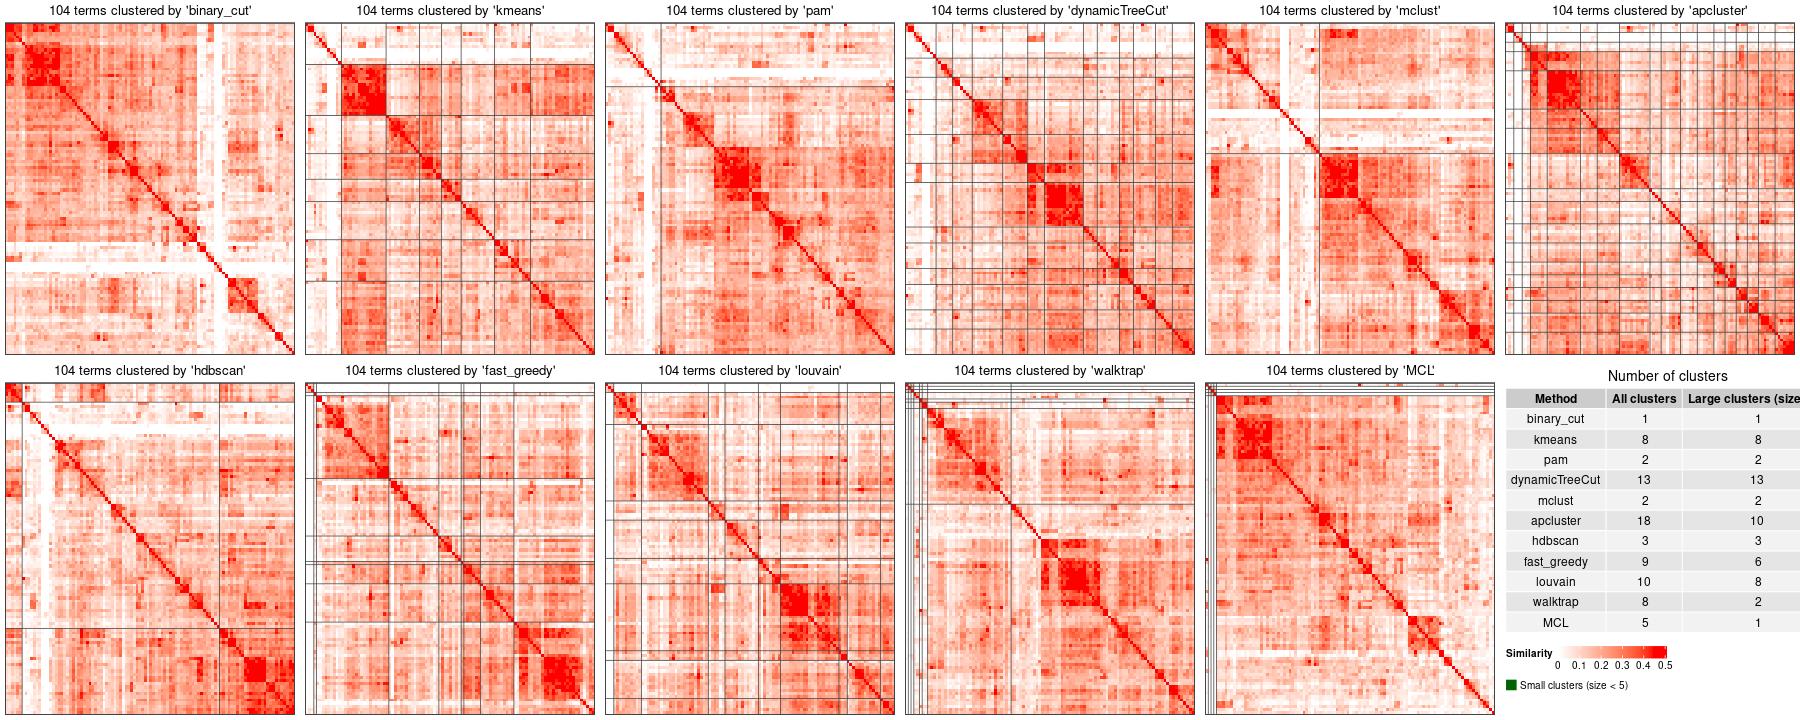 104 terms clustered by 'binary_cut'
104 terms clustered by 'kmeans'
104 terms clustered by 'pam'
104 terms clustered by 'dynamicTreeCut'
104 terms clustered by 'mclust'
104 terms clustered by 'apcluster'
104 terms clustered by 'hdbscan'
104 terms clustered by 'fast_greedy'
104 terms clustered by 'louvain'
104 terms clustered by 'walktrap'
104 terms clustered by 'MCL'
Number of clusters
Method All clusters Large clusters (size
binary_cut 1 1
kmeans 8 8
pam 2 2
dynamicTreeCut 13 13
mclust 2 2
apcluster 18 10
hdbscan 3 3
fast_greedy 9 6
louvain 10 8
walktrap 8 2
MCL 5 1
Similarity
0 0.1 0.2 0.3 0.4 0.5
Small clusters (size < 5)